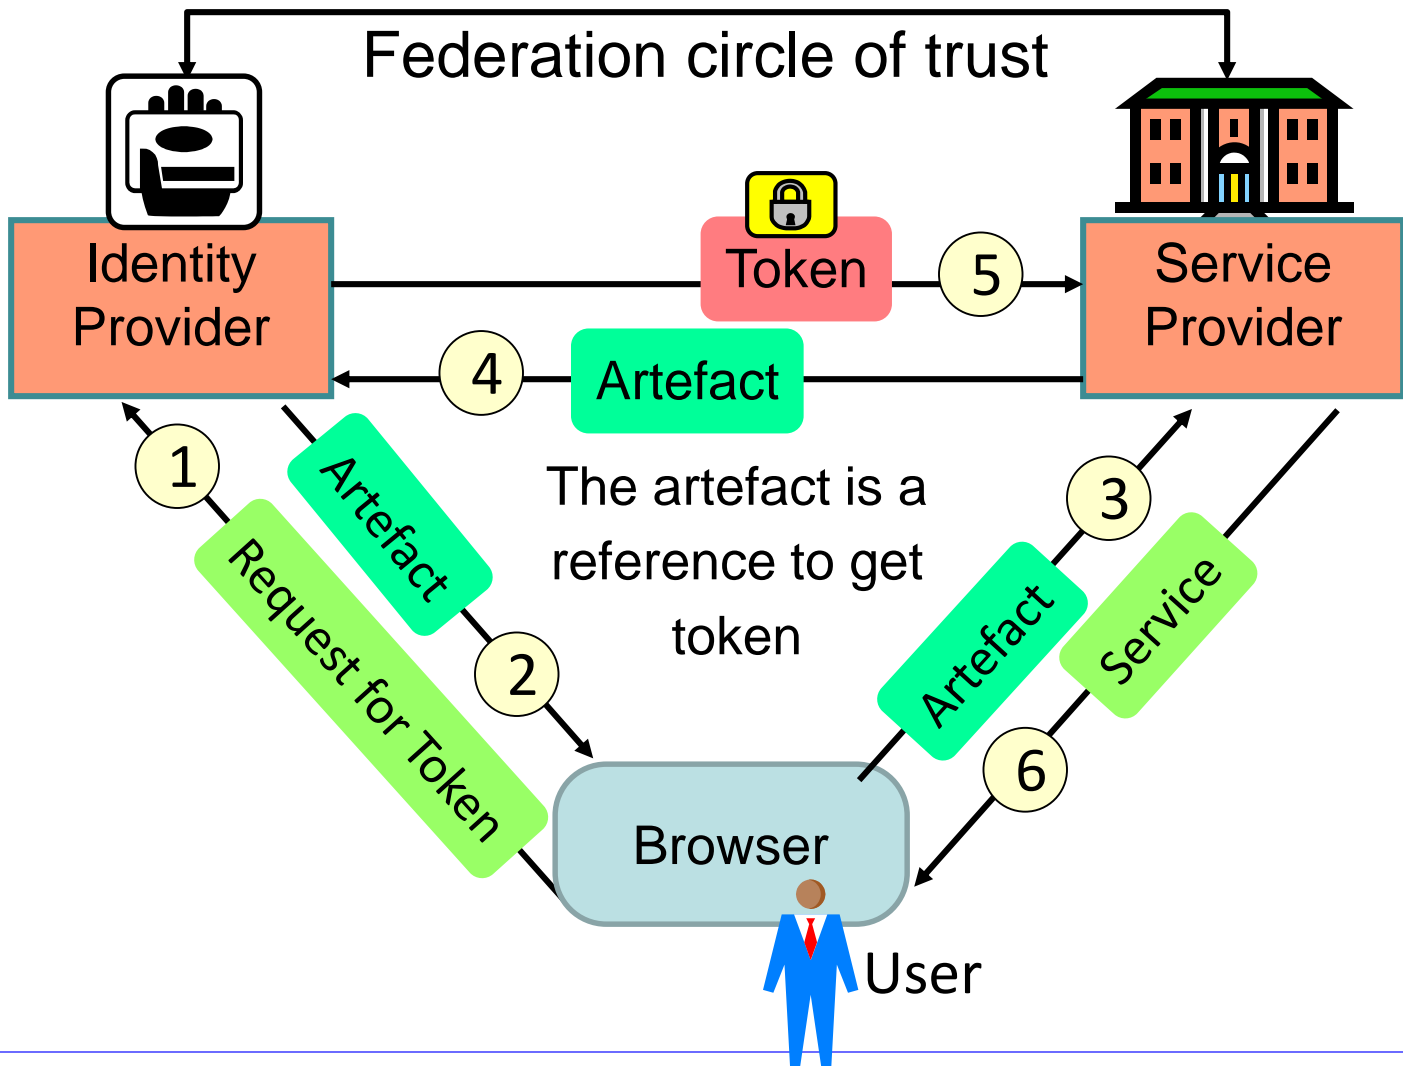 Federation circle of trust
Identity
Provider
Token
5
Service
Provider
4
Artefact
1
Artefact
Request for Token
2
The artefact is a
reference to get
token
3
Artefact
Service
6
Browser
User